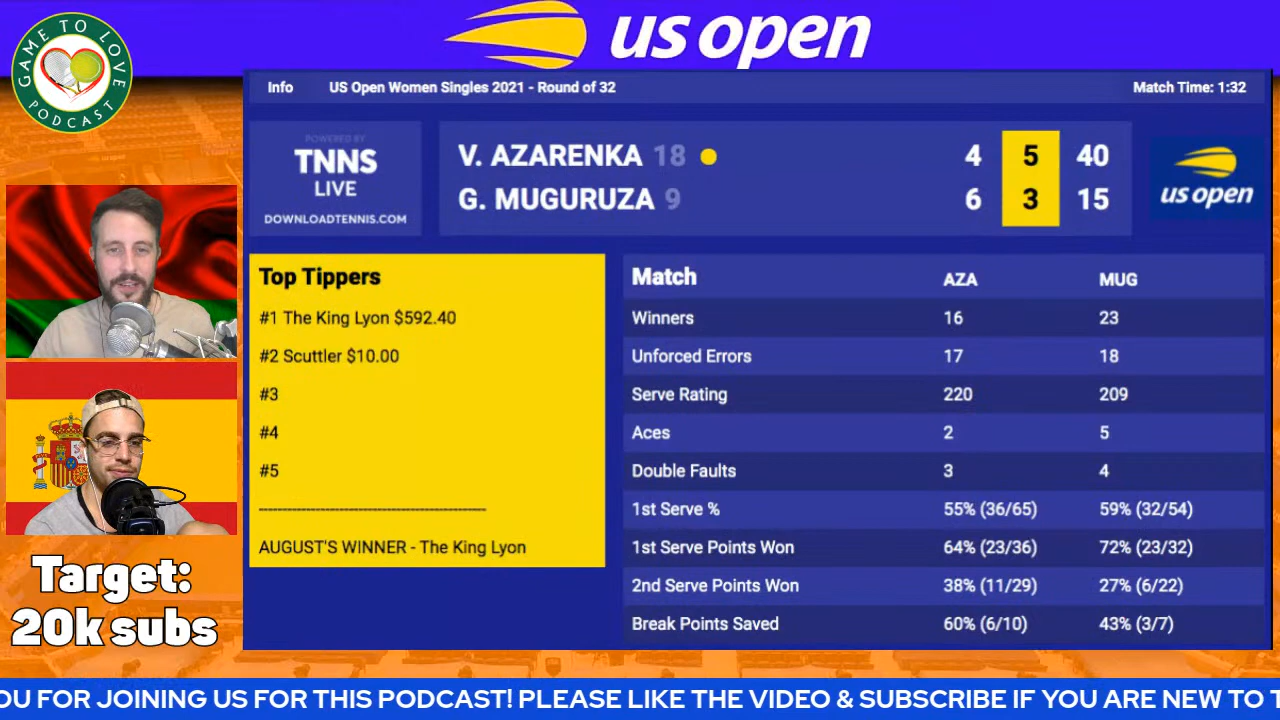 GAME TO LOVE
PODCAST
us open
Info US Open Women Singles 2021 - Round of 32 Match Time: 1:32
POWERED BY
TNNS
LIVE
DOWNLOADTENNIS.COM
V. AZARENKA 18 4 5 40
G. MUGURUZA 9 6 3 15
us open
Top Tippers
#1 The King Lyon $592.40
#2 Scuttler $10.00
#3
#4
#5
------------------------------------------------
AUGUST'S WINNER - The King Lyon
Match AZA MUG
Winners 16 23
Unforced Errors 17 18
Serve Rating 220 209
Aces 2 5
Double Faults 3 4
1st Serve % 55% (36/65) 59% (32/54)
1st Serve Points Won 64% (23/36) 72% (23/32)
2nd Serve Points Won 38% (11/29) 27% (6/22)
Break Points Saved 60% (6/10) 43% (3/7)
Target:
20k subs
OU FOR JOINING US FOR THIS PODCAST! PLEASE LIKE THE VIDEO & SUBSCRIBE IF YOU ARE NEW TO T